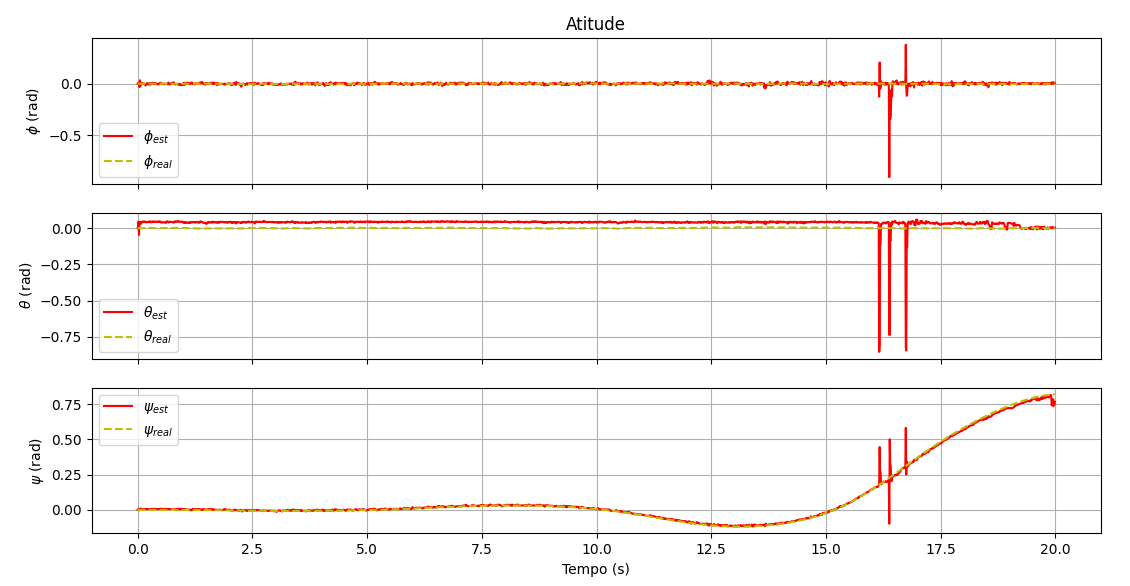 Atitude
0.0
−0.5
ϕ (rad)
ϕest
ϕreal
0.00
−0.25
−0.50
−0.75
θ (rad)
θest
θreal
0.75
0.50
0.25
0.00
ψ (rad)
ψest
ψreal
0.0 2.5 5.0 7.5 10.0 12.5 15.0 17.5 20.0
Tempo (s)